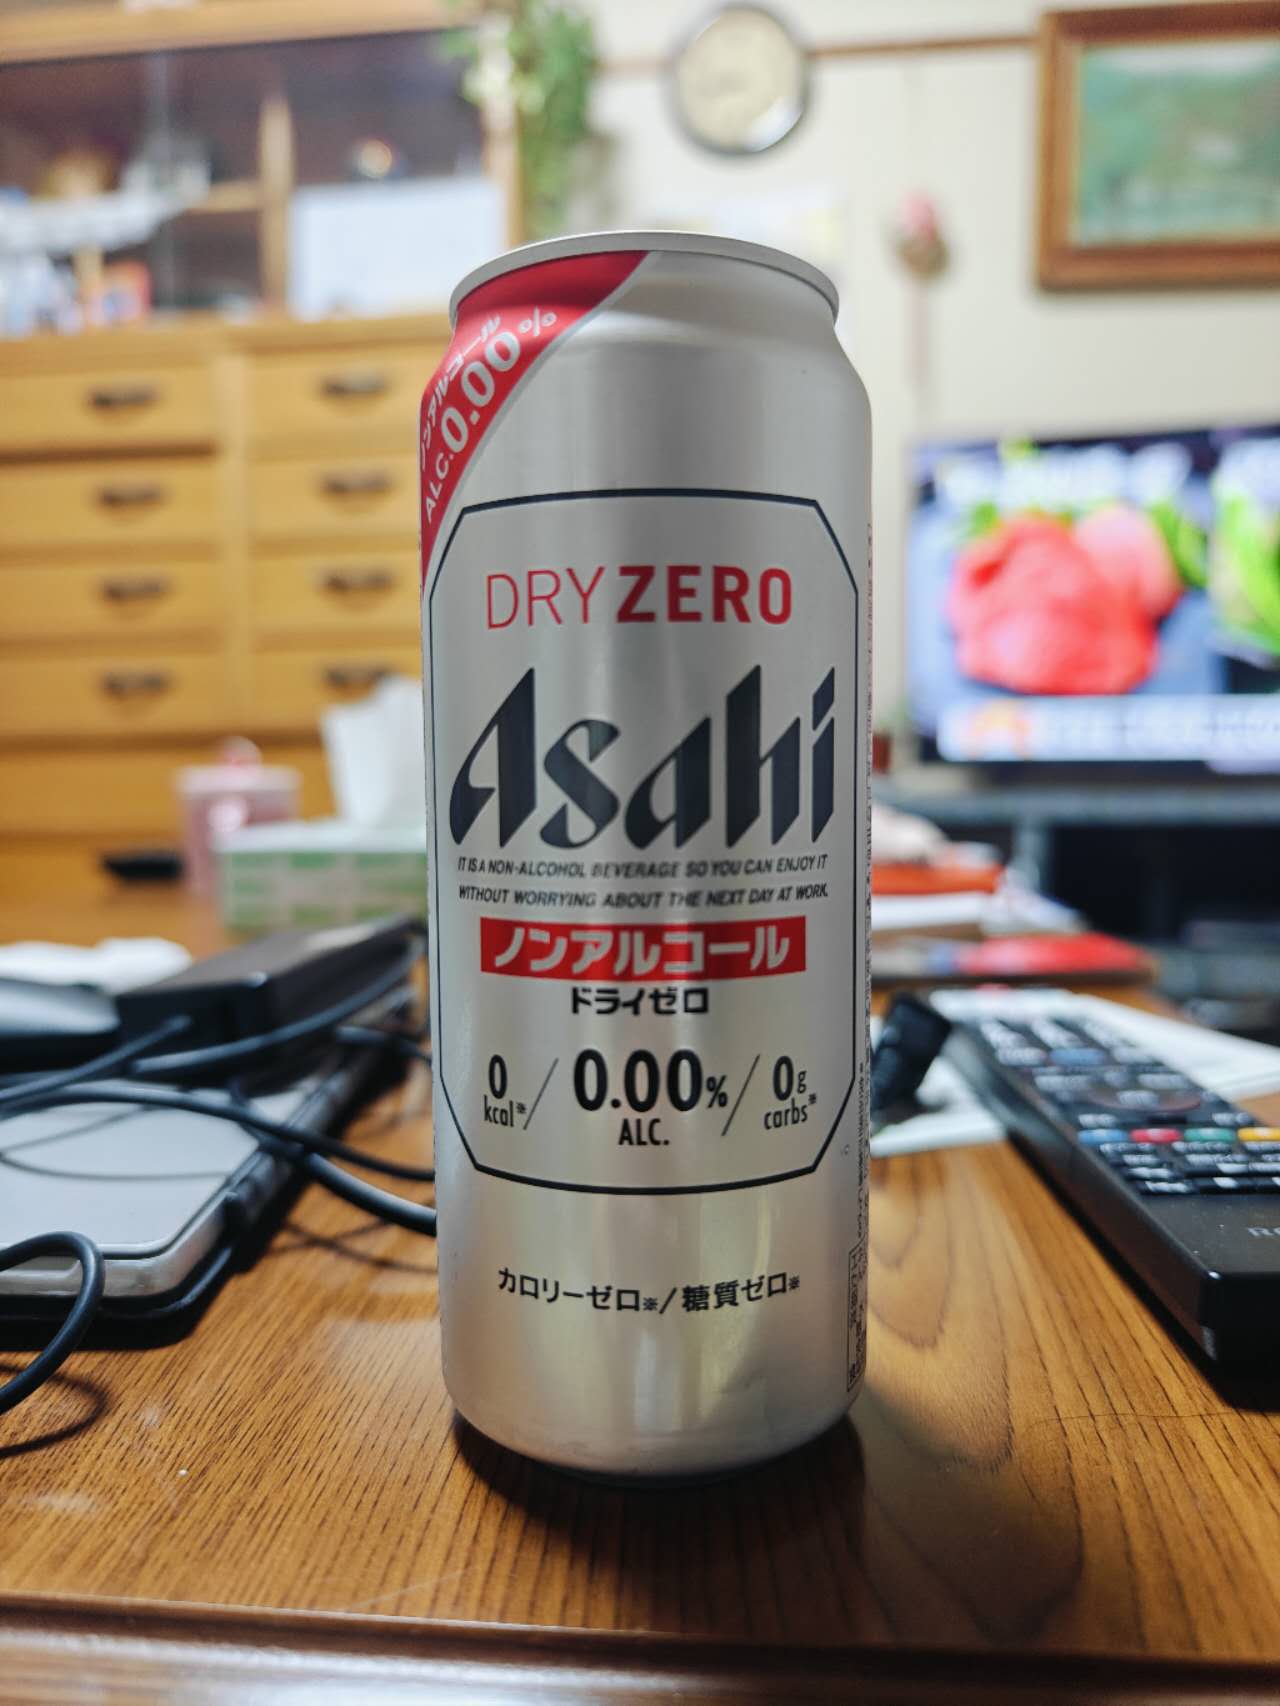 ノンアルコール
ALC.0.00%
DRY ZERO
Asahi
IT IS A NON-ALCOHOL BEVERAGE SO YOU CAN ENJOY IT
WITHOUT WORRYING ABOUT THE NEXT DAY AT WORK.
ノンアルコール
ドライゼロ
0 kcal※/0.00% ALC./0g carbs※
カロリーゼロ※/糖質ゼロ※